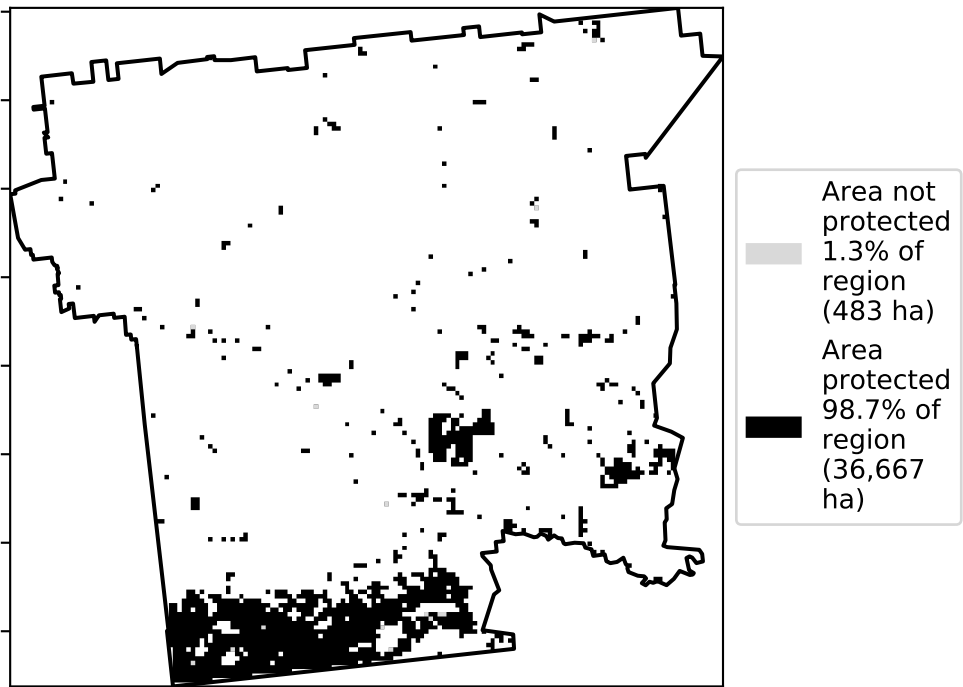 Area not
protected
1.3% of
region
(483 ha)
Area
protected
98.7% of
region
(36,667
ha)